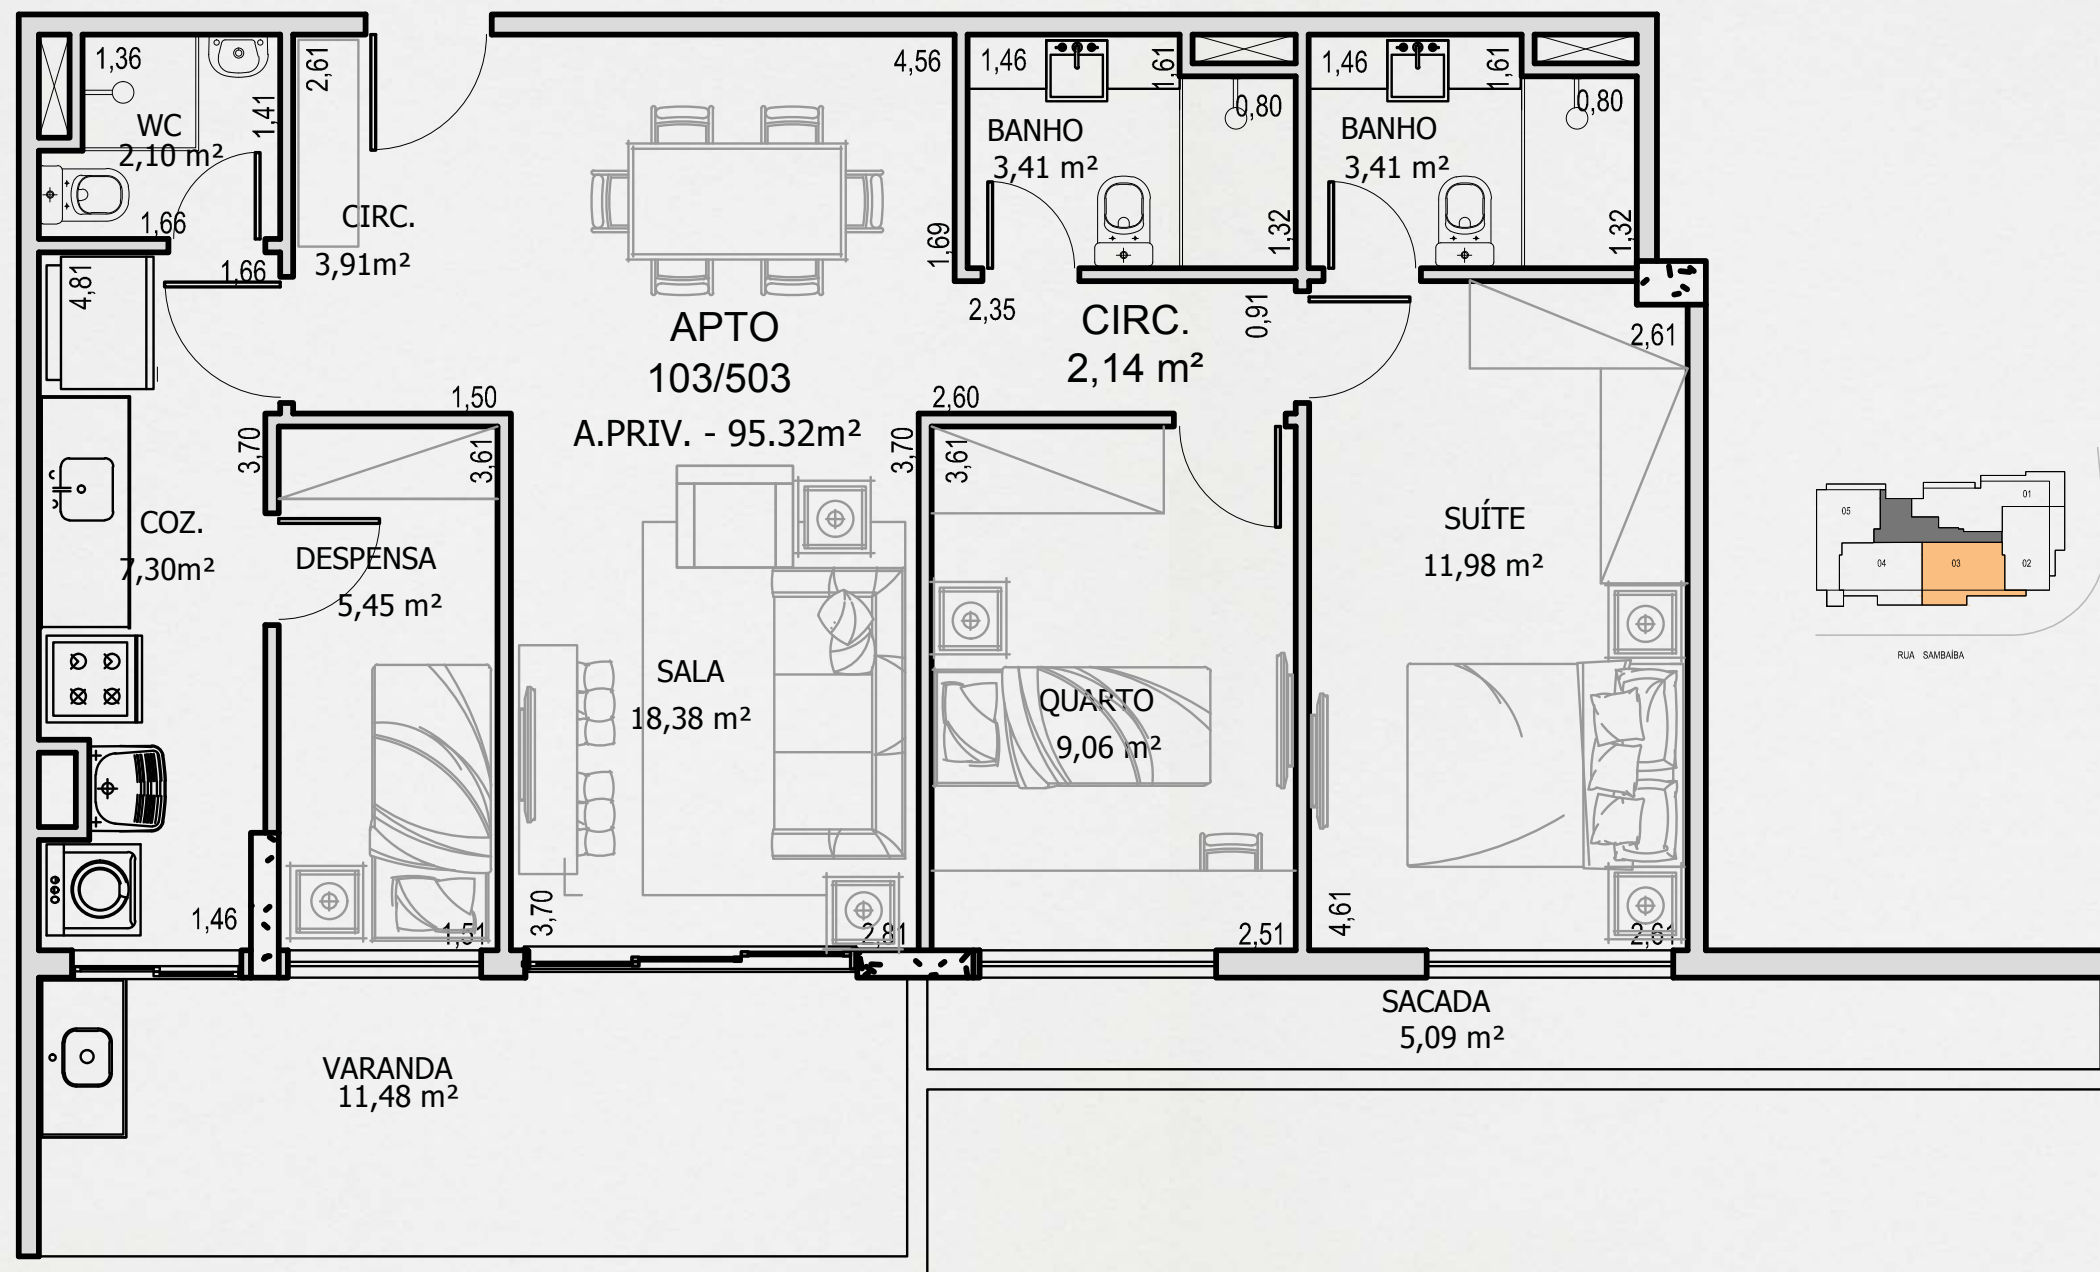 1,36
WC
2,10 m²
1,41
1,66
2,61
CIRC.
3,91m²
4,81
1,66
4,56
1,69
1,46
1,61
0,80
BANHO
3,41 m²
1,32
1,46
1,61
0,80
BANHO
3,41 m²
1,32
APTO
103/503
A.PRIV. - 95.32m²
2,35
CIRC.
2,14 m²
0,91
2,61
1,50
2,60
3,70
3,61
3,70
3,61
COZ.
7,30m²
DESPENSA
5,45 m²
SALA
18,38 m²
QUARTO
9,06 m²
SUÍTE
11,98 m²
1,46
1,51
3,70
2,81
2,51
4,61
2,61
SACADA
5,09 m²
VARANDA
11,48 m²
01
05
04
03
02
RUA SAMBAÍBA